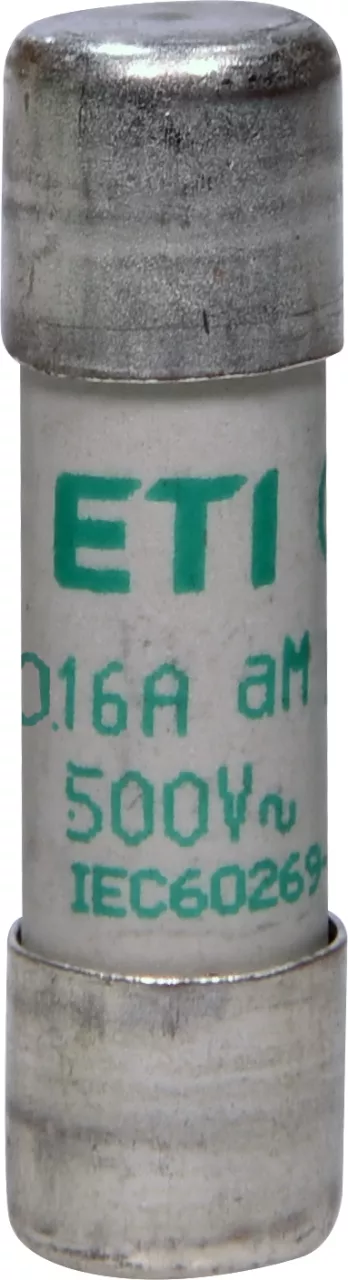 ETI
0.16A aM
500V~
IEC60269-